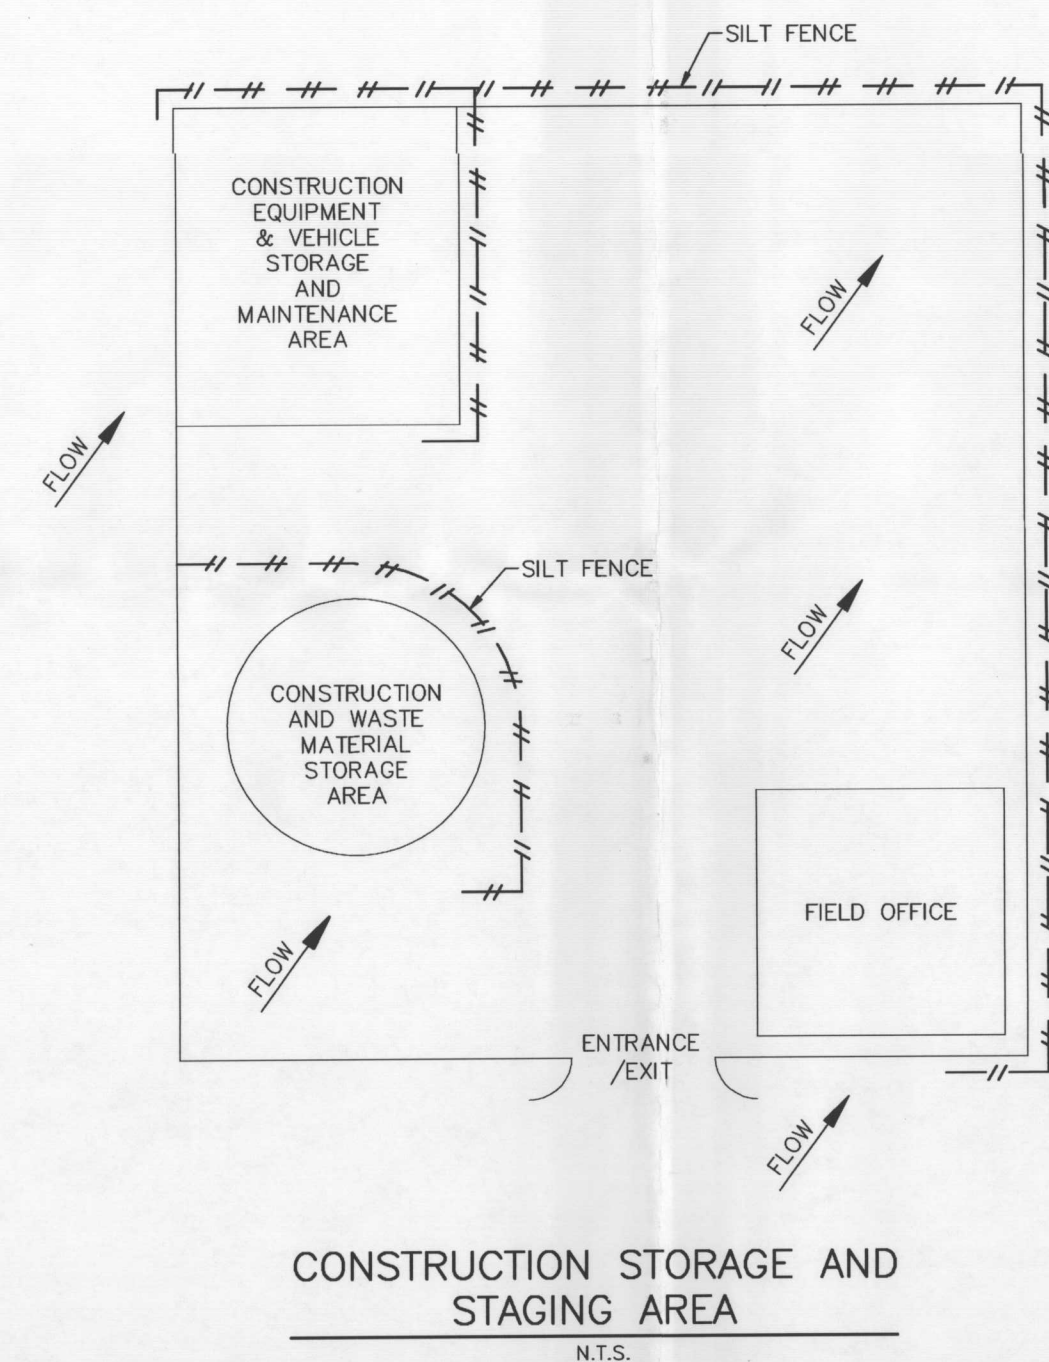 SILT FENCE
CONSTRUCTION
EQUIPMENT
& VEHICLE
STORAGE
AND
MAINTENANCE
AREA
FLOW
FLOW
SILT FENCE
FLOW
CONSTRUCTION
AND WASTE
MATERIAL
STORAGE
AREA
FIELD OFFICE
FLOW
ENTRANCE
/EXIT
FLOW
CONSTRUCTION STORAGE AND
STAGING AREA
N.T.S.